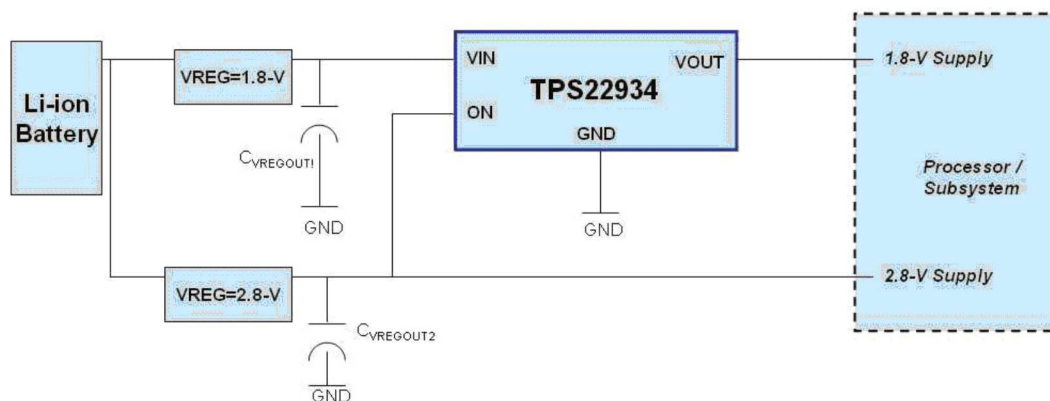 Li-ion
Battery
VREG=1.8-V
VIN
VOUT
TPS22934
ON
GND
1.8-V Supply
CVREGOUT1
GND
GND
Processor /
Subsystem
VREG=2.8-V
2.8-V Supply
CVREGOUT2
GND